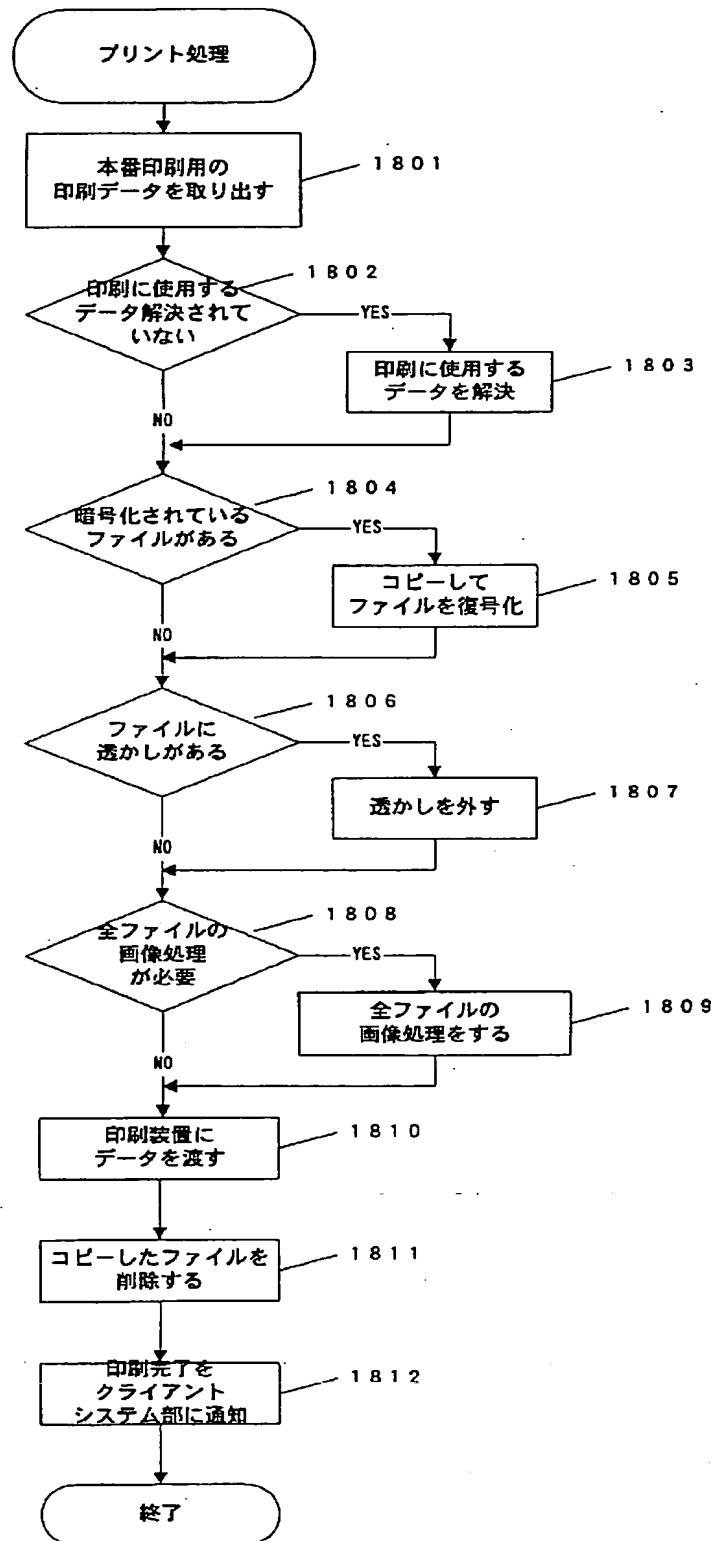 プリント処理
本番印刷用の
印刷データを取り出す
1801
印刷に使用する
データ解決されて
いない
1802
YES
印刷に使用する
データを解決
1803
NO
暗号化されている
ファイルがある
1804
YES
コピーして
ファイルを復号化
1805
NO
ファイルに
透かしがある
1806
YES
透かしを外す
1807
NO
全ファイルの
画像処理
が必要
1808
YES
全ファイルの
画像処理をする
1809
NO
印刷装置に
データを渡す
1810
コピーしたファイルを
削除する
1811
印刷完了を
クライアント
システム部に通知
1812
終了